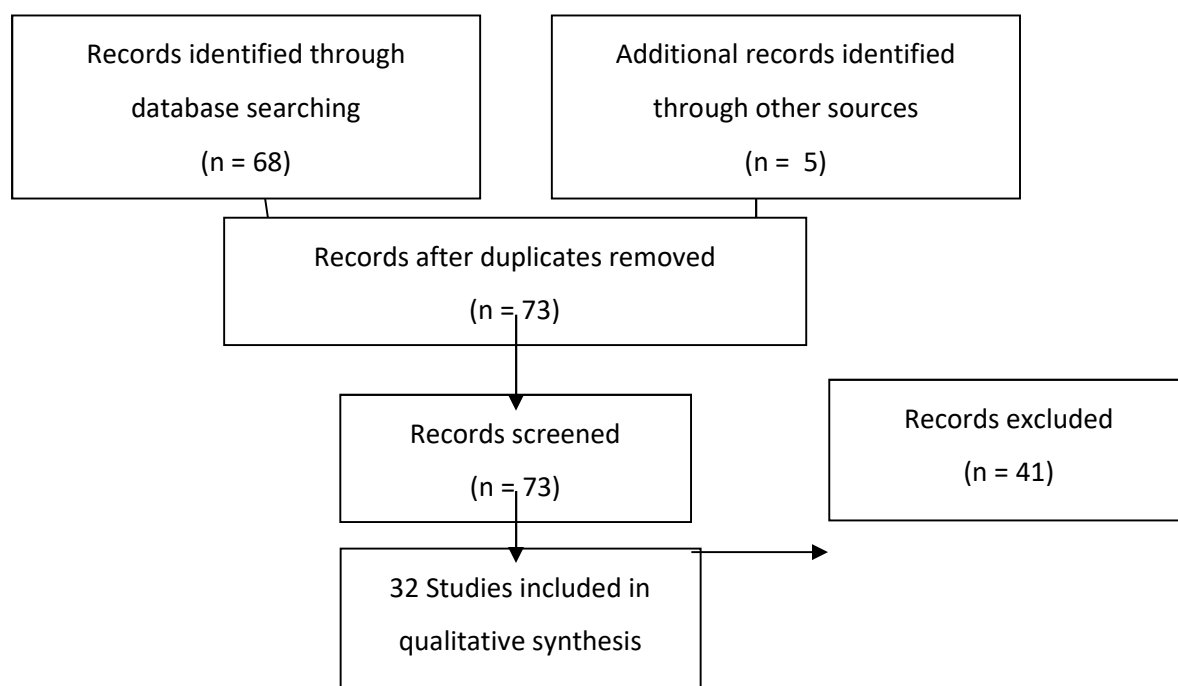 Records identified through
database searching
(n = 68)
Additional records identified
through other sources
(n =  5)
Records after duplicates removed
(n = 73)
Records screened
(n = 73)
Records excluded
(n = 41)
32 Studies included in
qualitative synthesis